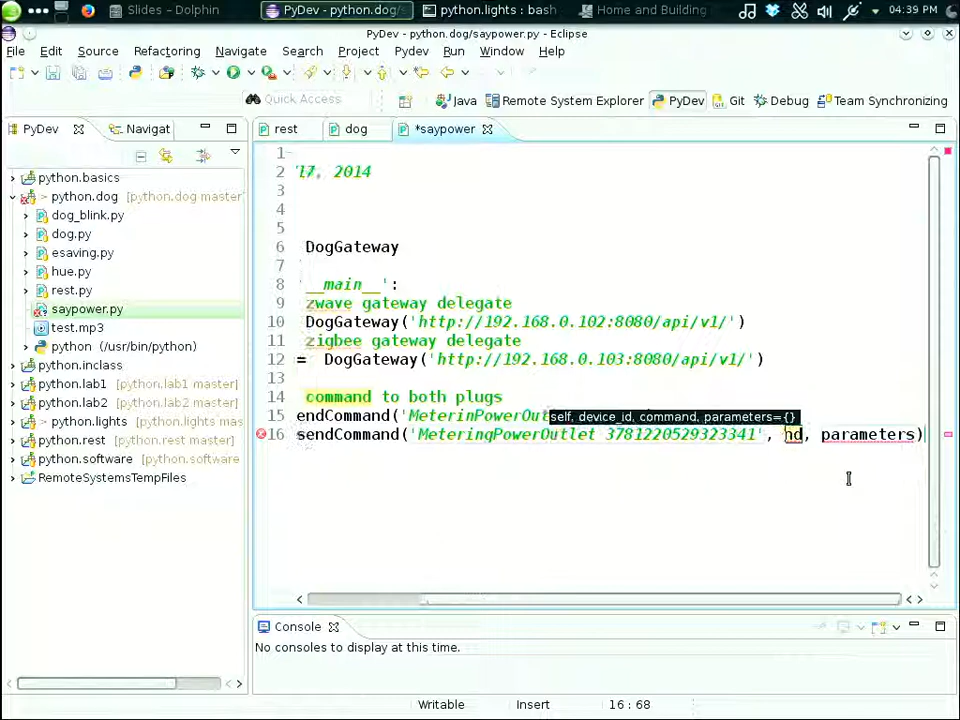 Slides – Dolphin
PyDev - python.dog/s
python.lights : bash
Home and Building
04:39 PM
PyDev - python.dog/saypower.py - Eclipse
File Edit Source Refactoring Navigate Search Project Pydev Run Window Help
Quick Access
Java Remote System Explorer PyDev Git Debug Team Synchronizing
PyDev Navigat
rest dog *saypower
python.basics
> python.dog [python.dog master
dog_blink.py
dog.py
esaving.py
hue.py
rest.py
saypower.py
test.mp3
python (/usr/bin/python)
python.inclass
python.lab1 [python.lab1 master]
python.lab2 [python.lab2 master]
> python.lights [python.lights mas
python.rest [python.rest master]
python.software [python.software
RemoteSystemsTempFiles
1
2 17, 2014
3
4
5
6 DogGateway
7
8 '__main__':
9 zwave gateway delegate
10 DogGateway('http://192.168.0.102:8080/api/v1/')
11 zigbee gateway delegate
12 = DogGateway('http://192.168.0.103:8080/api/v1/')
13
14 command to both plugs
15 endCommand('MeterinPowerOut
self, device_id, command, parameters={}
16 sendCommand('MeteringPowerOutlet 3781220529323341', nd, parameters)
Console
No consoles to display at this time.
Writable Insert 16 : 68